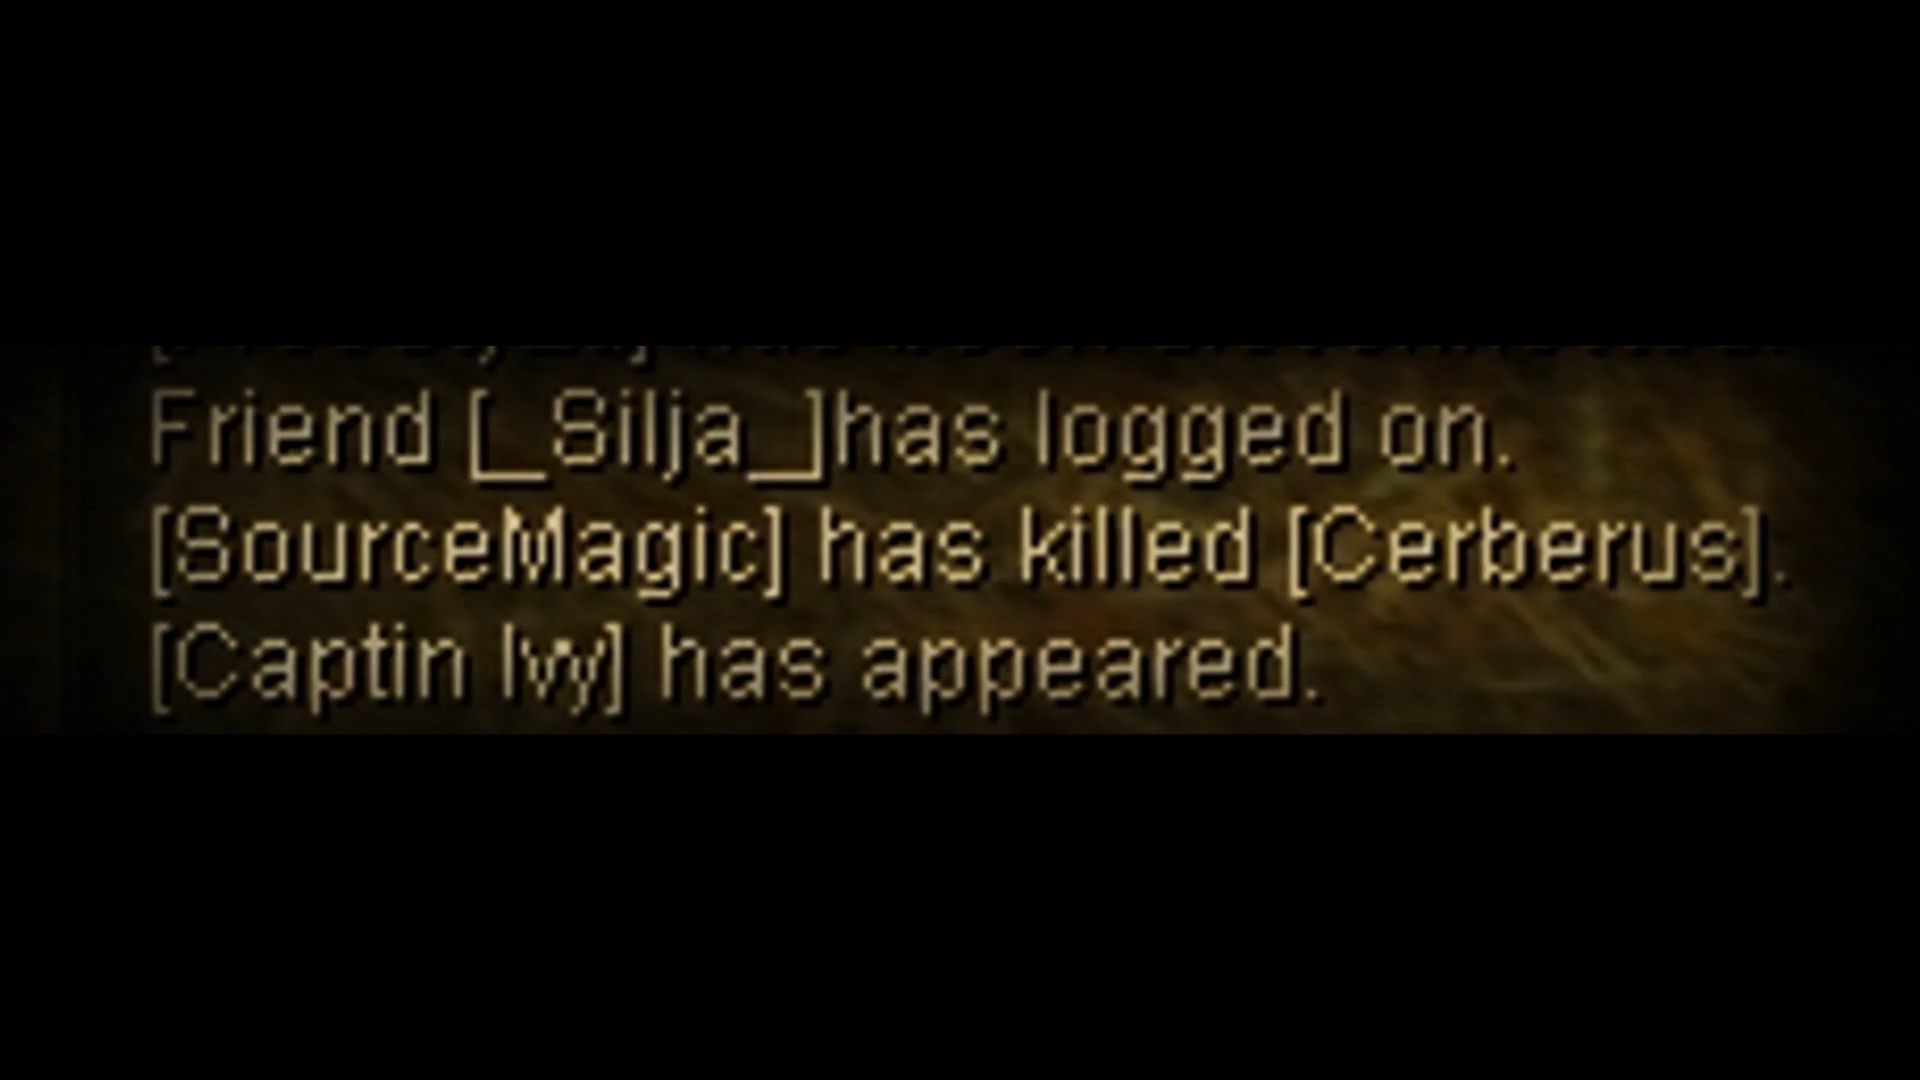 Friend [_Silja_]has logged on.
[SourceMagic] has killed [Cerberus].
[Captin Ivy] has appeared.